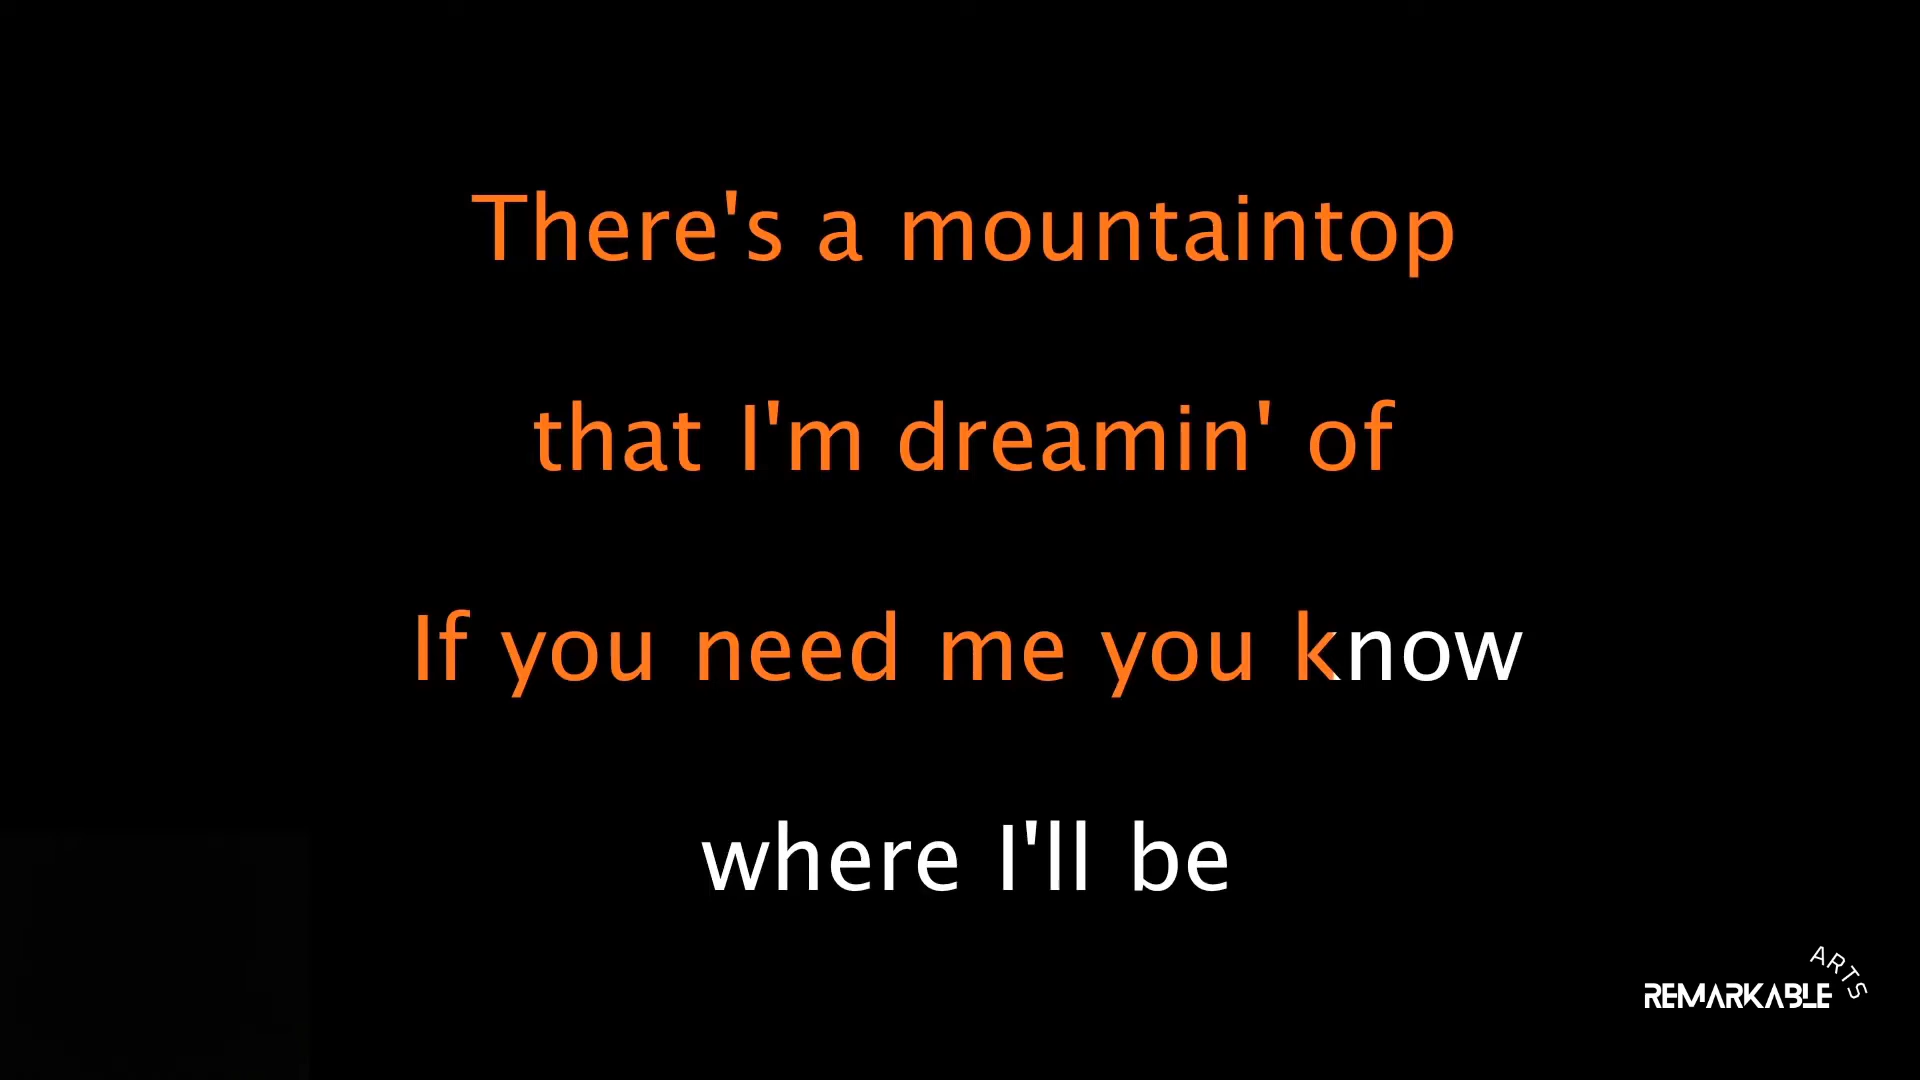 There's a mountaintop
that I'm dreamin' of
If you need me you know
where I'll be
ARTS
REMARKABLE